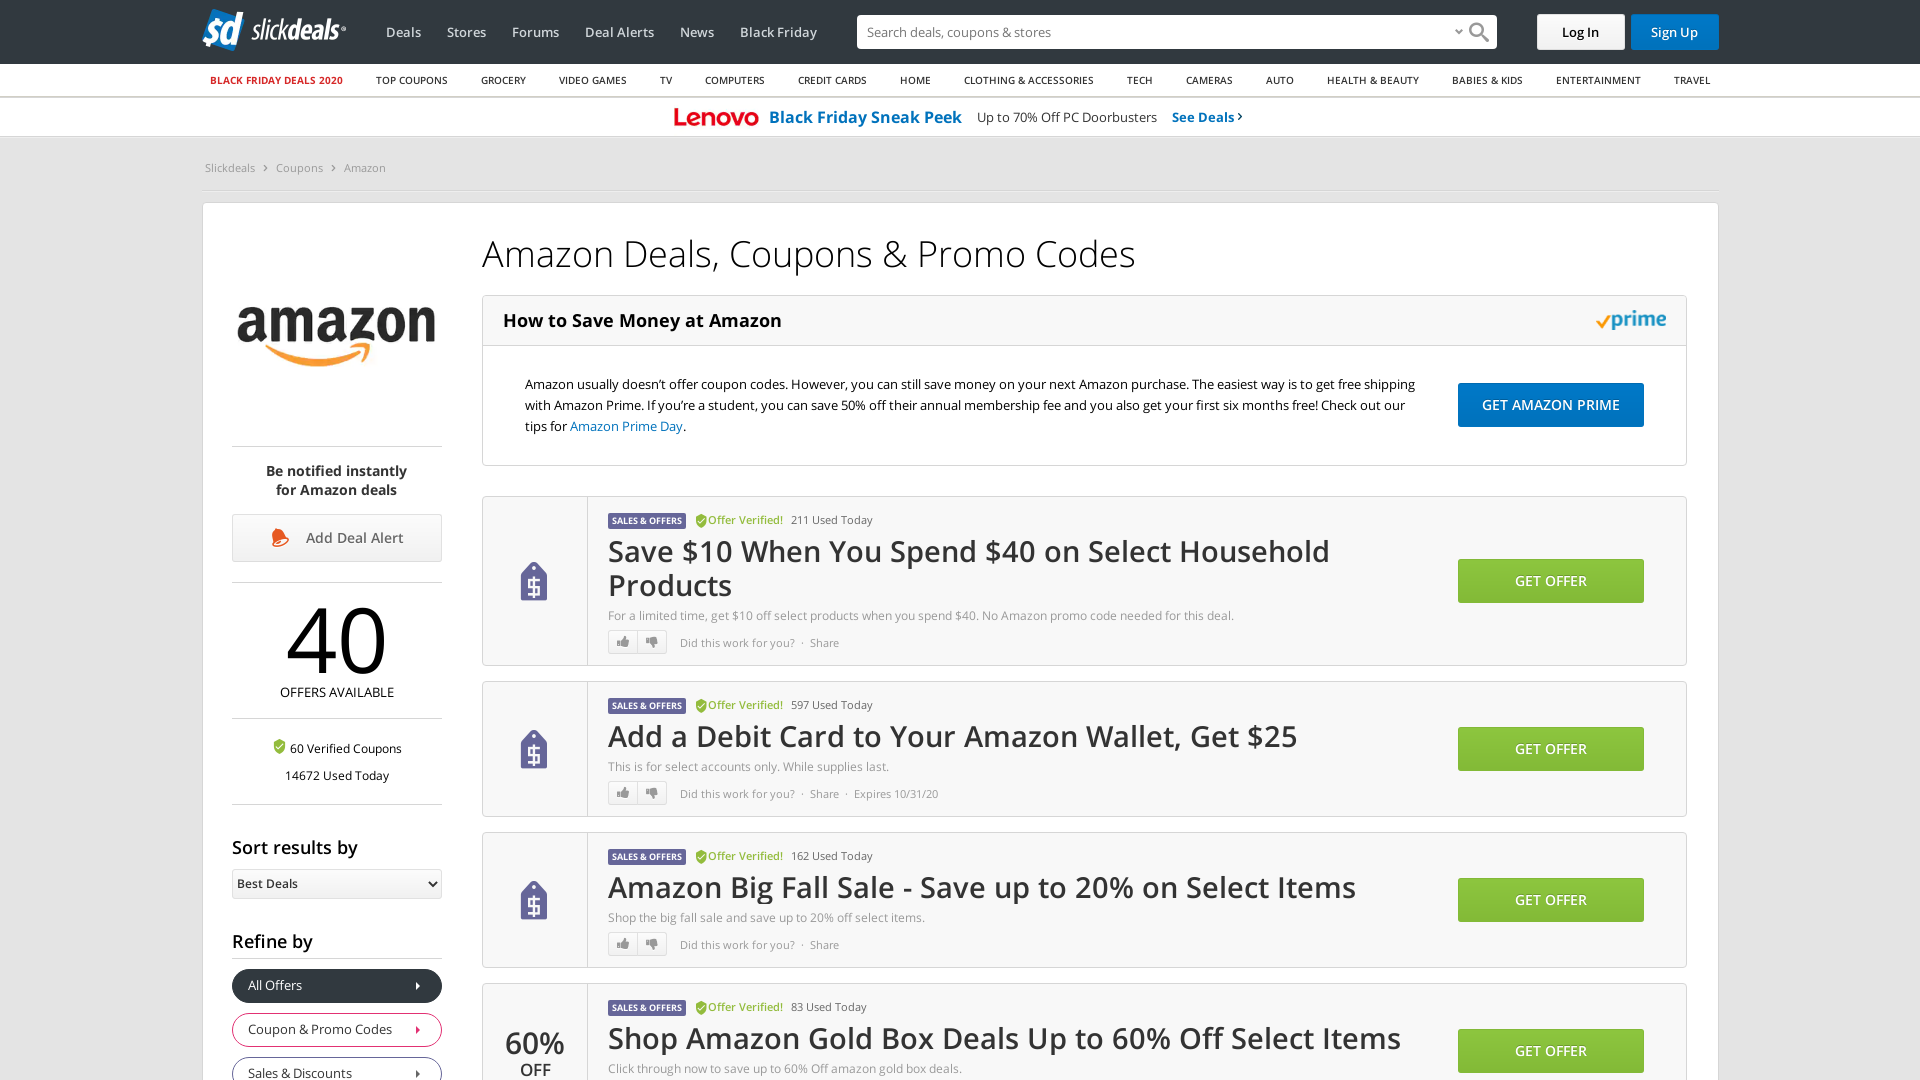 sd slickdeals
Deals Stores Forums Deal Alerts News Black Friday
Search deals, coupons & stores
Log In
Sign Up
BLACK FRIDAY DEALS 2020 TOP COUPONS GROCERY VIDEO GAMES TV COMPUTERS CREDIT CARDS HOME CLOTHING & ACCESSORIES TECH CAMERAS AUTO HEALTH & BEAUTY BABIES & KIDS ENTERTAINMENT TRAVEL
Lenovo Black Friday Sneak Peek Up to 70% Off PC Doorbusters See Deals
Slickdeals > Coupons > Amazon
amazon
Be notified instantly
for Amazon deals
Add Deal Alert
40
OFFERS AVAILABLE
60 Verified Coupons
14672 Used Today
Sort results by
Best Deals
Refine by
All Offers
Coupon & Promo Codes
Sales & Discounts
Amazon Deals, Coupons & Promo Codes
How to Save Money at Amazon
prime
Amazon usually doesn’t offer coupon codes. However, you can still save money on your next Amazon purchase. The easiest way is to get free shipping
with Amazon Prime. If you’re a student, you can save 50% off their annual membership fee and you also get your first six months free! Check out our
tips for Amazon Prime Day.
GET AMAZON PRIME
SALES & OFFERS Offer Verified! 211 Used Today
Save $10 When You Spend $40 on Select Household
Products
For a limited time, get $10 off select products when you spend $40. No Amazon promo code needed for this deal.
Did this work for you? · Share
GET OFFER
SALES & OFFERS Offer Verified! 597 Used Today
Add a Debit Card to Your Amazon Wallet, Get $25
This is for select accounts only. While supplies last.
Did this work for you? · Share · Expires 10/31/20
GET OFFER
SALES & OFFERS Offer Verified! 162 Used Today
Amazon Big Fall Sale - Save up to 20% on Select Items
Shop the big fall sale and save up to 20% off select items.
Did this work for you? · Share
GET OFFER
60%
OFF
SALES & OFFERS Offer Verified! 83 Used Today
Shop Amazon Gold Box Deals Up to 60% Off Select Items
Click through now to save up to 60% Off amazon gold box deals.
GET OFFER